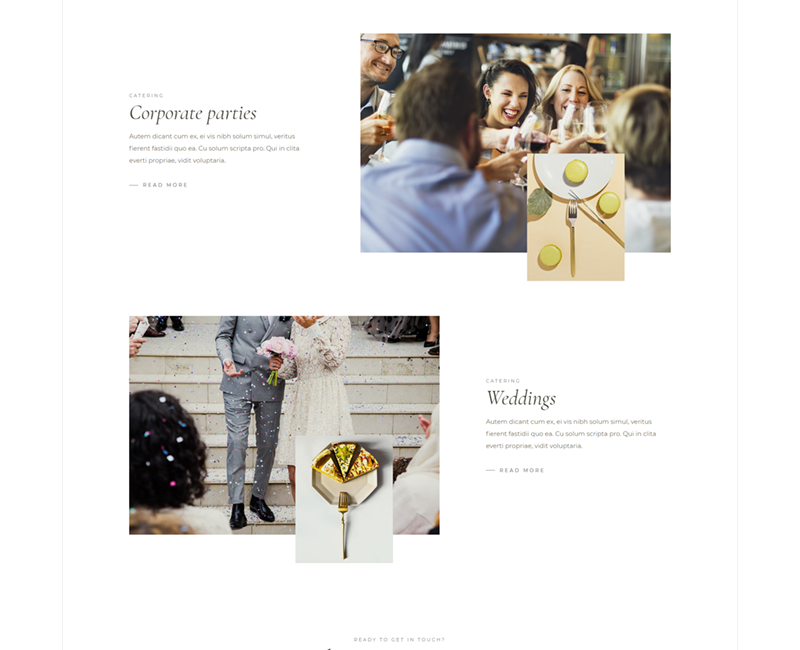 CATERING
Corporate parties
Autem dicant cum ex, ei vis nibh solum simul, veritus
fierent fastidii quo ea. Cu solum scripta pro. Qui in clita
everti propriae, vidit voluptaria.
READ MORE
CATERING
Weddings
Autem dicant cum ex, ei vis nibh solum simul, veritus
fierent fastidii quo ea. Cu solum scripta pro. Qui in clita
everti propriae, vidit voluptaria.
READ MORE
READY TO GET IN TOUCH?